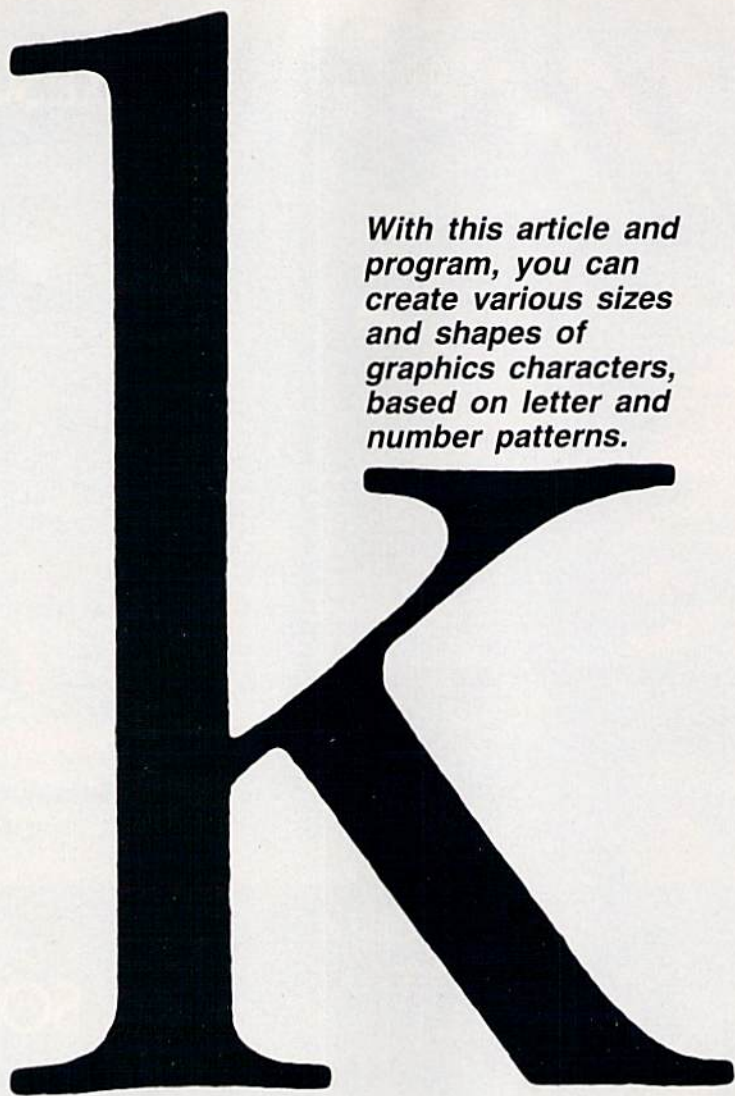 k
With this article and
program, you can
create various sizes
and shapes of
graphics characters,
based on letter and
number patterns.